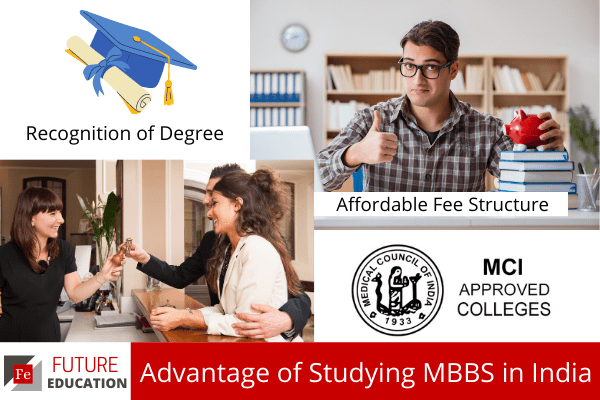 Recognition of Degree
Affordable Fee Structure
MEDICAL COUNCIL OF INDIA
1933
MCI
APPROVED
COLLEGES
Fe
FUTURE
EDUCATION
Advantage of Studying MBBS in India